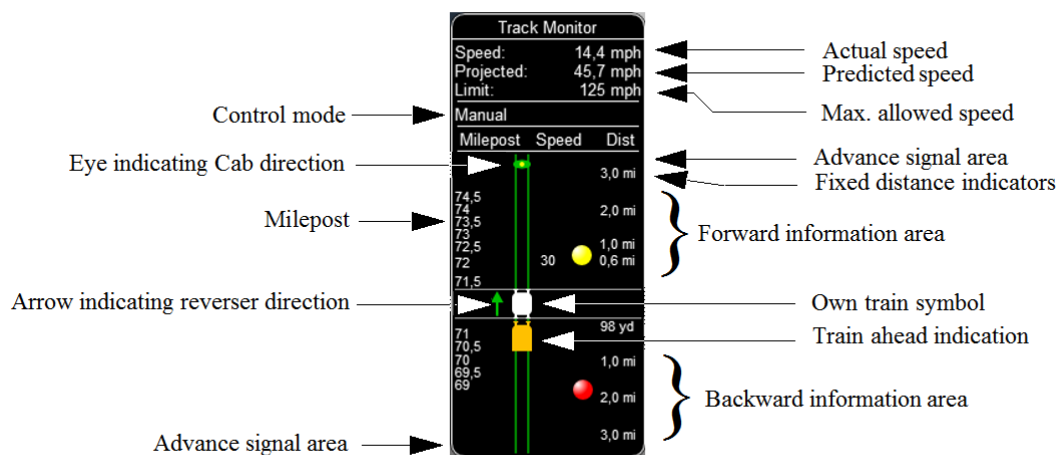 Track Monitor
Speed: 14,4 mph
Projected: 45,7 mph
Limit: 125 mph
Manual
Milepost Speed Dist
3,0 mi
74,5
74
73,5
73
72,5
72
71,5
2,0 mi
1,0 mi
30 0,6 mi
98 yd
71
70,5
70
69,5
69
1,0 mi
2,0 mi
3,0 mi
Control mode
Eye indicating Cab direction
Milepost
Arrow indicating reverser direction
Advance signal area
Actual speed
Predicted speed
Max. allowed speed
Advance signal area
Fixed distance indicators
Forward information area
Own train symbol
Train ahead indication
Backward information area